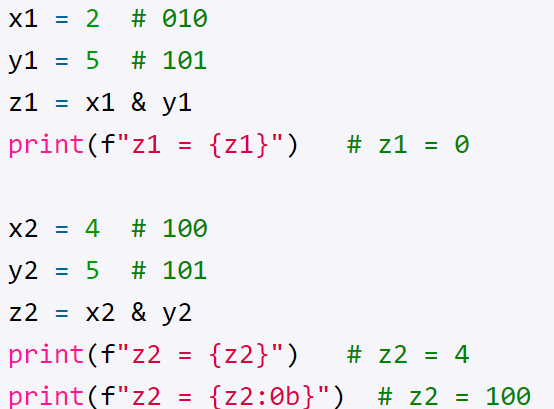 x1 = 2  # 010
y1 = 5  # 101
z1 = x1 & y1
print(f"z1 = {z1}")   # z1 = 0

x2 = 4  # 100
y2 = 5  # 101
z2 = x2 & y2
print(f"z2 = {z2}")   # z2 = 4
print(f"z2 = {z2:0b}")  # z2 = 100